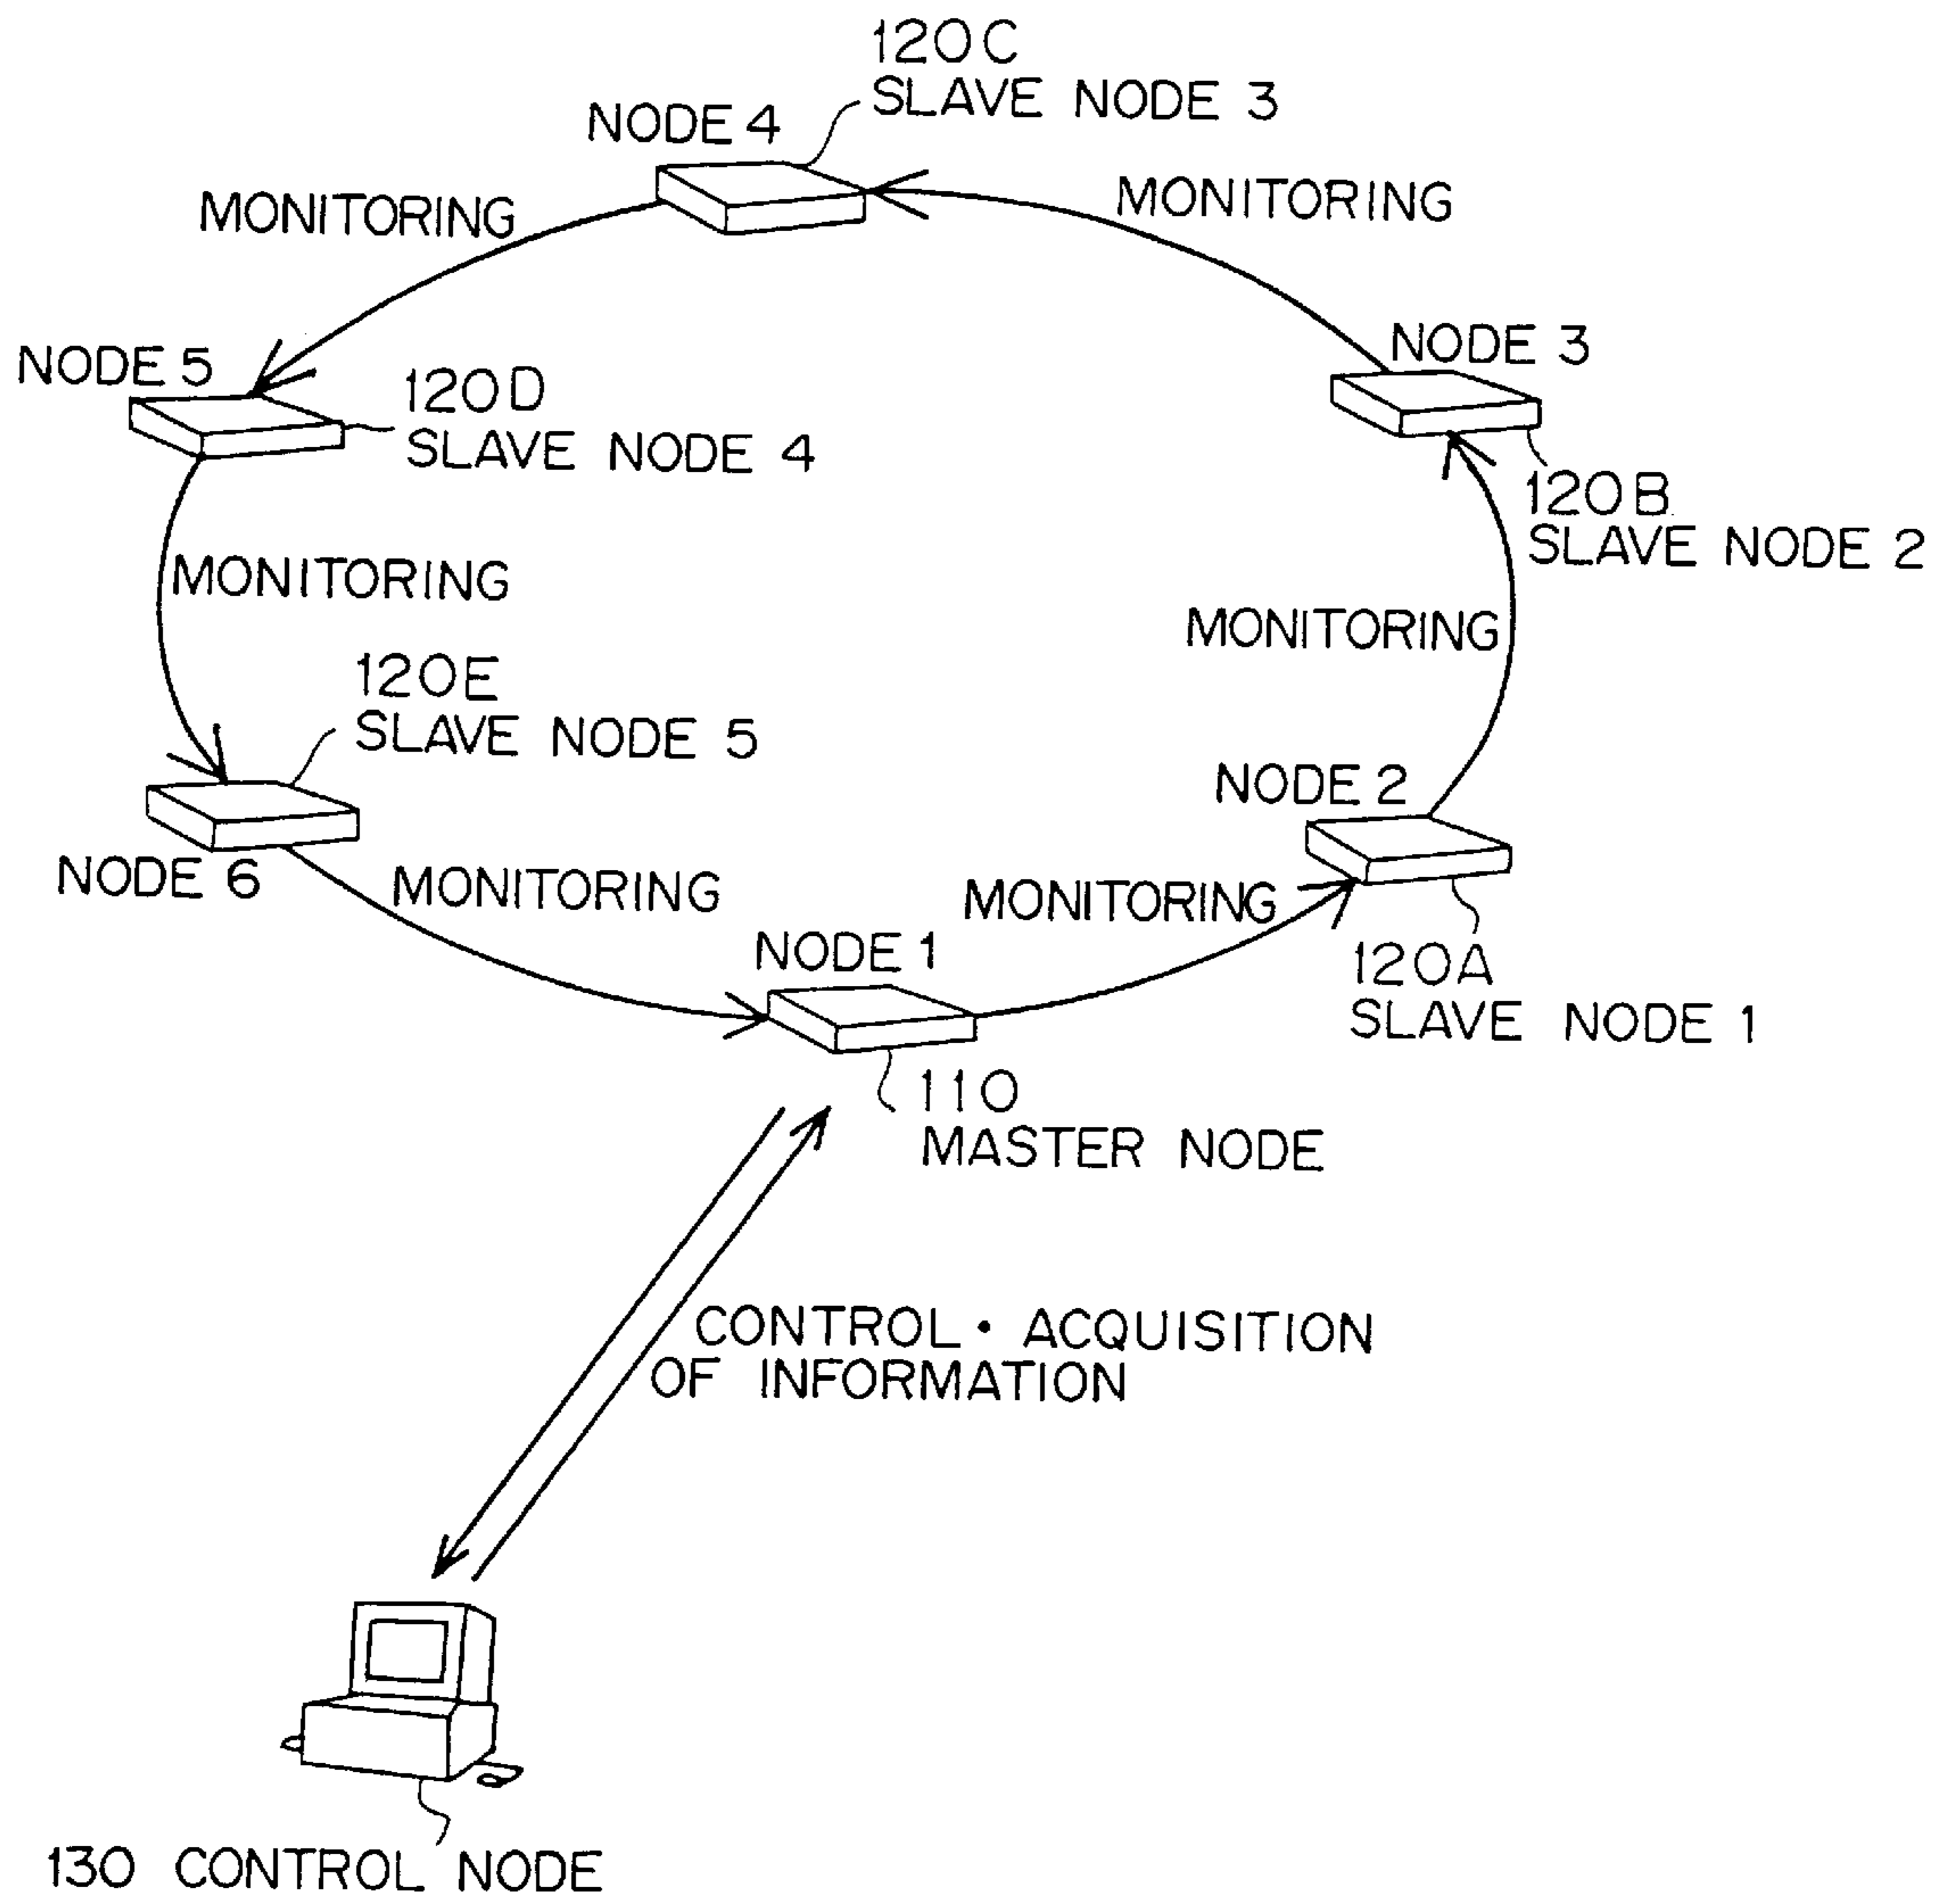 120C
SLAVE NODE 3
NODE 4
MONITORING
MONITORING
NODE 3
NODE 5
120D
SLAVE NODE 4
120B
SLAVE NODE 2
MONITORING
MONITORING
120E
SLAVE NODE 5
NODE 2
NODE 6
MONITORING
MONITORING
NODE 1
120A
SLAVE NODE 1
110
MASTER NODE
CONTROL • ACQUISITION
OF INFORMATION
130 CONTROL NODE